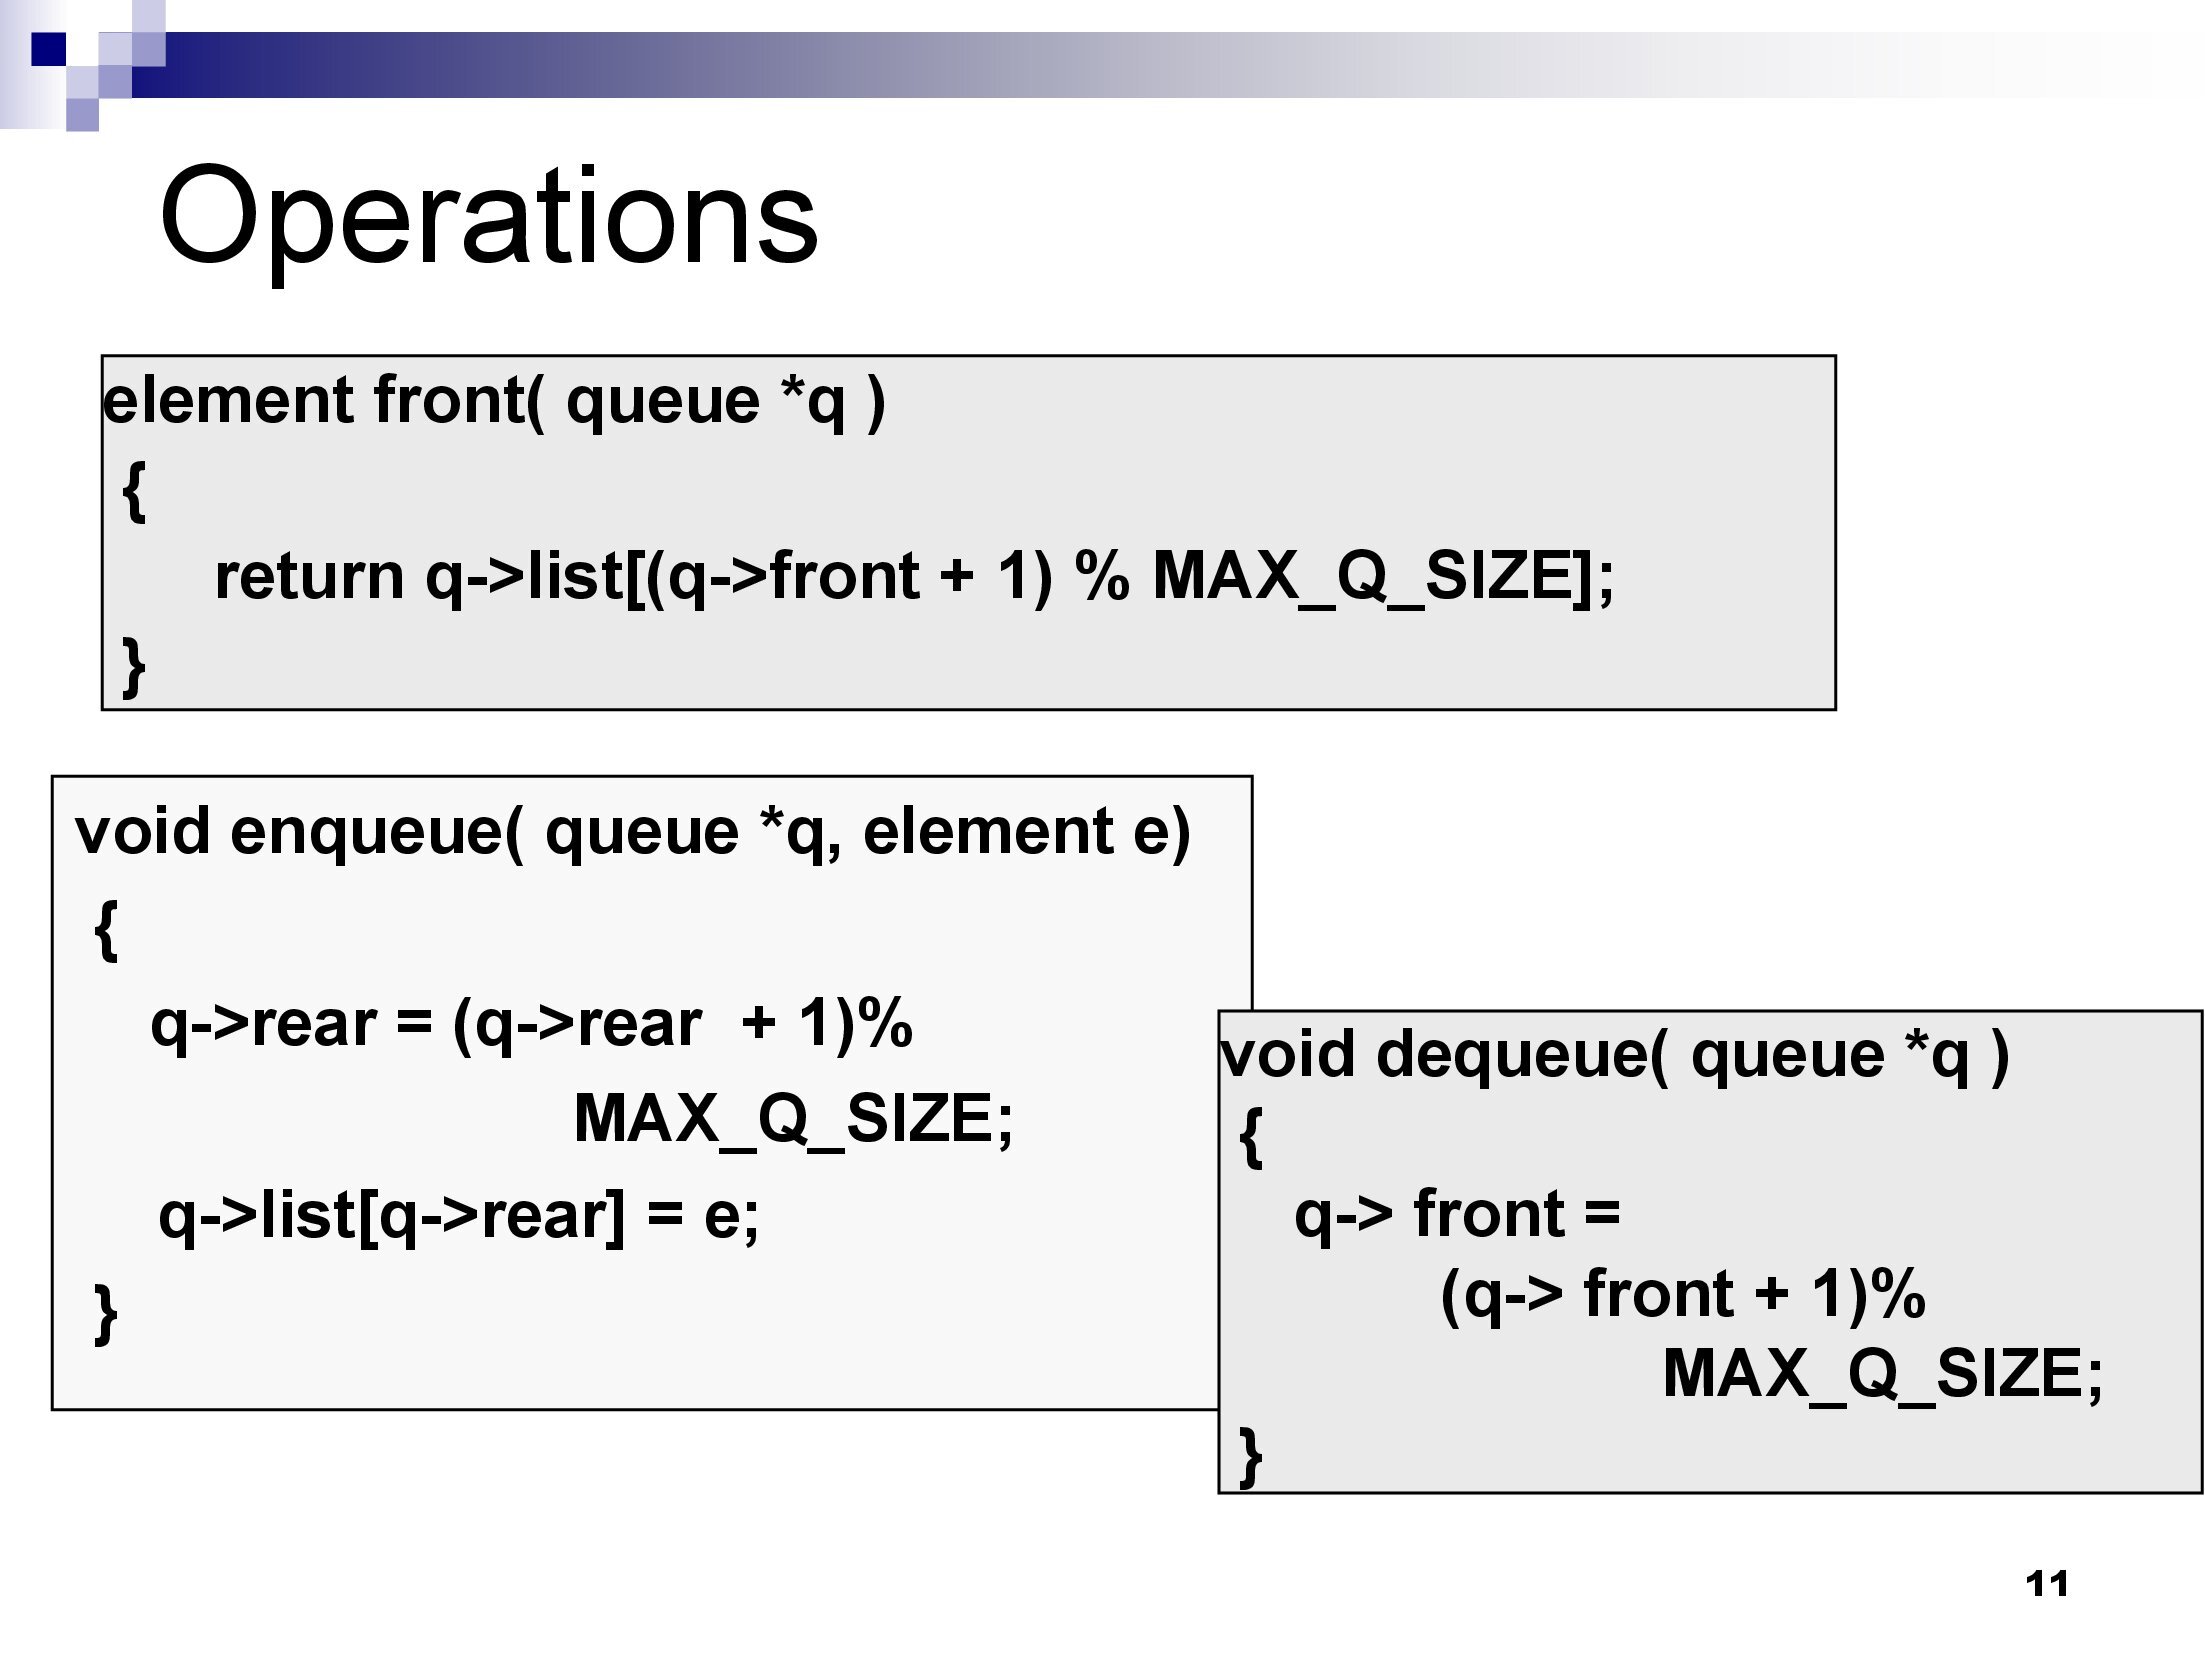 Operations
element front( queue *q )
{
return q->list[(q->front + 1) % MAX_Q_SIZE];
}
void enqueue( queue *q, element e)
{
q->rear = (q->rear  + 1)%
MAX_Q_SIZE;
q->list[q->rear] = e;
}
void dequeue( queue *q )
{
q-> front =
(q-> front + 1)%
MAX_Q_SIZE;
}
11